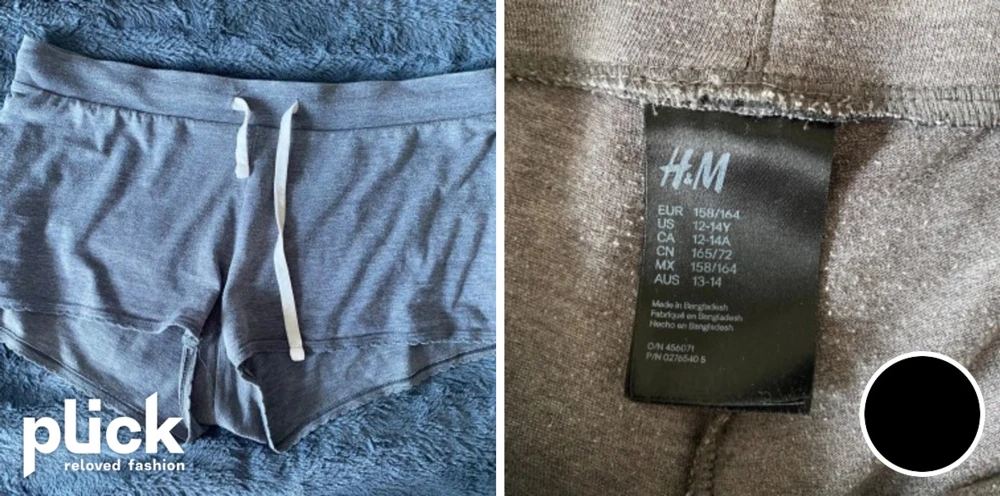 plick
reloved fashion
H&M
EUR 158/164
US 12-14Y
CA 12-14A
CN 165/72
MX 158/164
AUS 13-14
Made in Bangladesh
Fabriqué en Bangladesh
Hecho en Bangladesh
O/N 456071
P/N 0276540 5